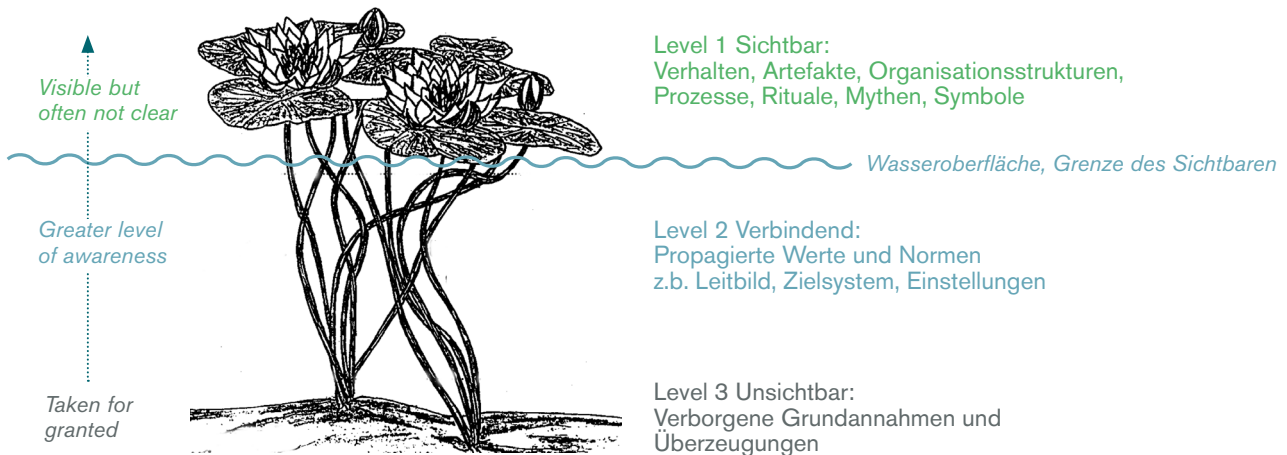 Visible but
often not clear
Level 1 Sichtbar:
Verhalten, Artefakte, Organisationsstrukturen,
Prozesse, Rituale, Mythen, Symbole
Wasseroberfläche, Grenze des Sichtbaren
Greater level
of awareness
Level 2 Verbindend:
Propagierte Werte und Normen
z.b. Leitbild, Zielsystem, Einstellungen
Taken for
granted
Level 3 Unsichtbar:
Verborgene Grundannahmen und
Überzeugungen